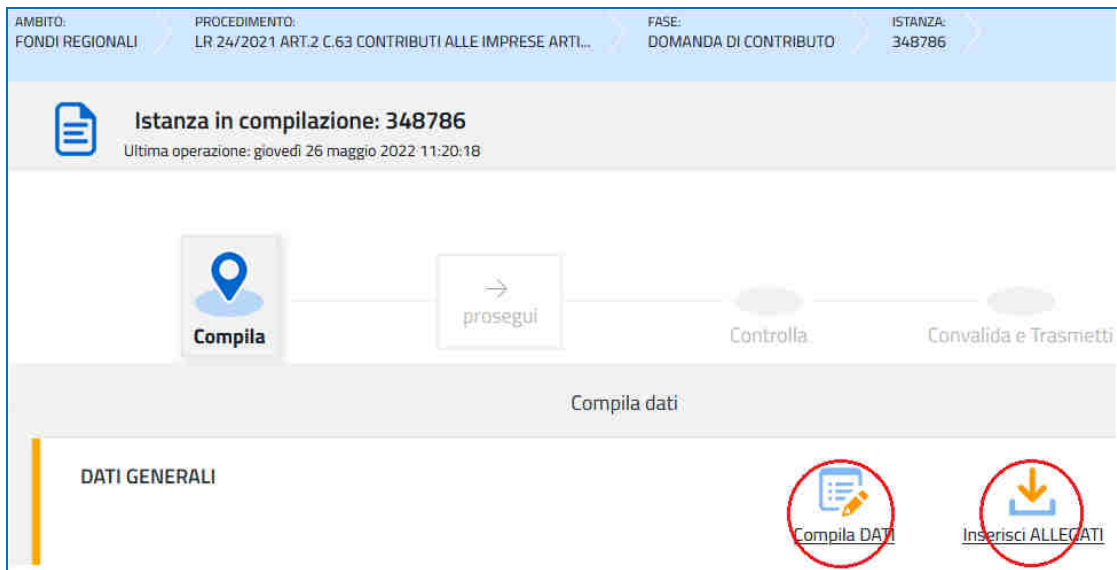 AMBITO: PROCEDIMENTO: FASE: ISTANZA:
FONDI REGIONALI LR 24/2021 ART.2 C.63 CONTRIBUTI ALLE IMPRESE ARTI... DOMANDA DI CONTRIBUTO 348786
Istanza in compilazione: 348786
Ultima operazione: giovedì 26 maggio 2022 11:20:18
Compila prosegui Controlla Convalida e Trasmetti
Compila dati
DATI GENERALI
Compila DATI Inserisci ALLEGATI